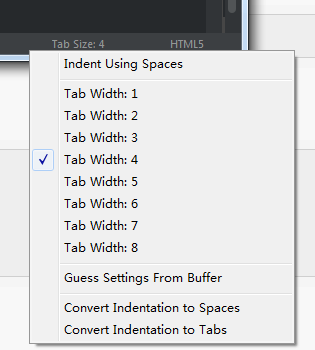 Tab Size: 4 HTML5
Indent Using Spaces
Tab Width: 1
Tab Width: 2
Tab Width: 3
Tab Width: 4
Tab Width: 5
Tab Width: 6
Tab Width: 7
Tab Width: 8
Guess Settings From Buffer
Convert Indentation to Spaces
Convert Indentation to Tabs